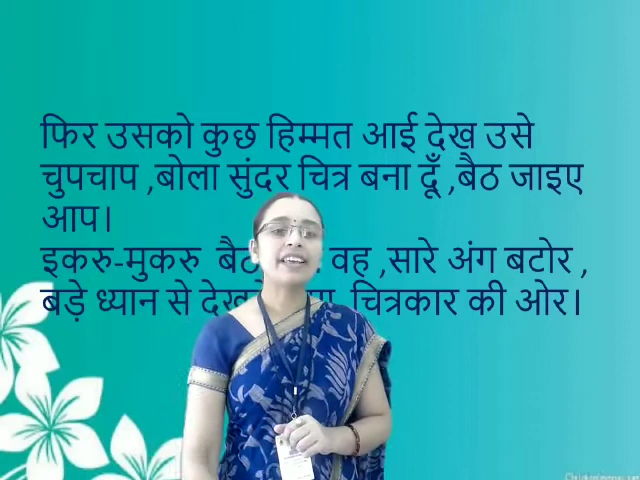 फिर उसको कुछ हिम्मत आई देख उसे
चुपचाप ,बोला सुंदर चित्र बना दूँ ,बैठ जाइए
आप।
इकरु-मुकरु वह ,सारे अंग बटोर ,
बड़े ध्यान से चित्रकार की ओर।